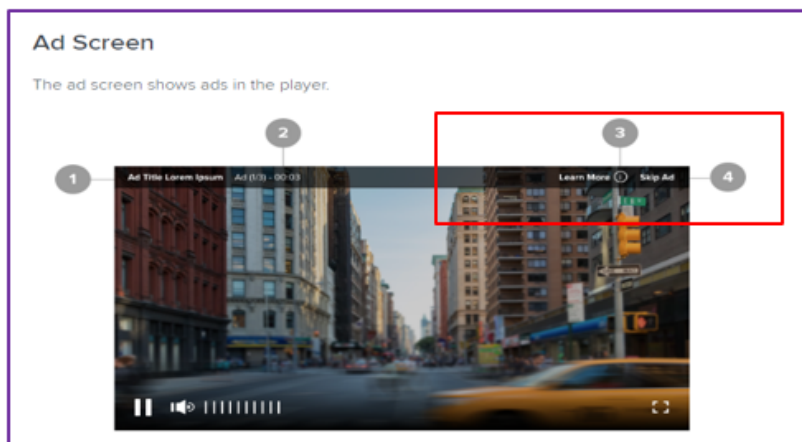 Ad Screen
The ad screen shows ads in the player.
2
3
1
Ad Title Lorem Ipsum Ad (1/3) - 00:03
Learn More Skip Ad
4